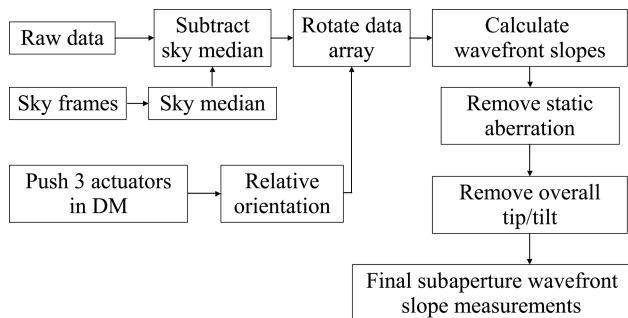 Raw data
Subtract
sky median
Rotate data
array
Calculate
wavefront slopes
Sky frames
Sky median
Remove static
aberration
Push 3 actuators
in DM
Relative
orientation
Remove overall
tip/tilt
Final subaperture wavefront
slope measurements